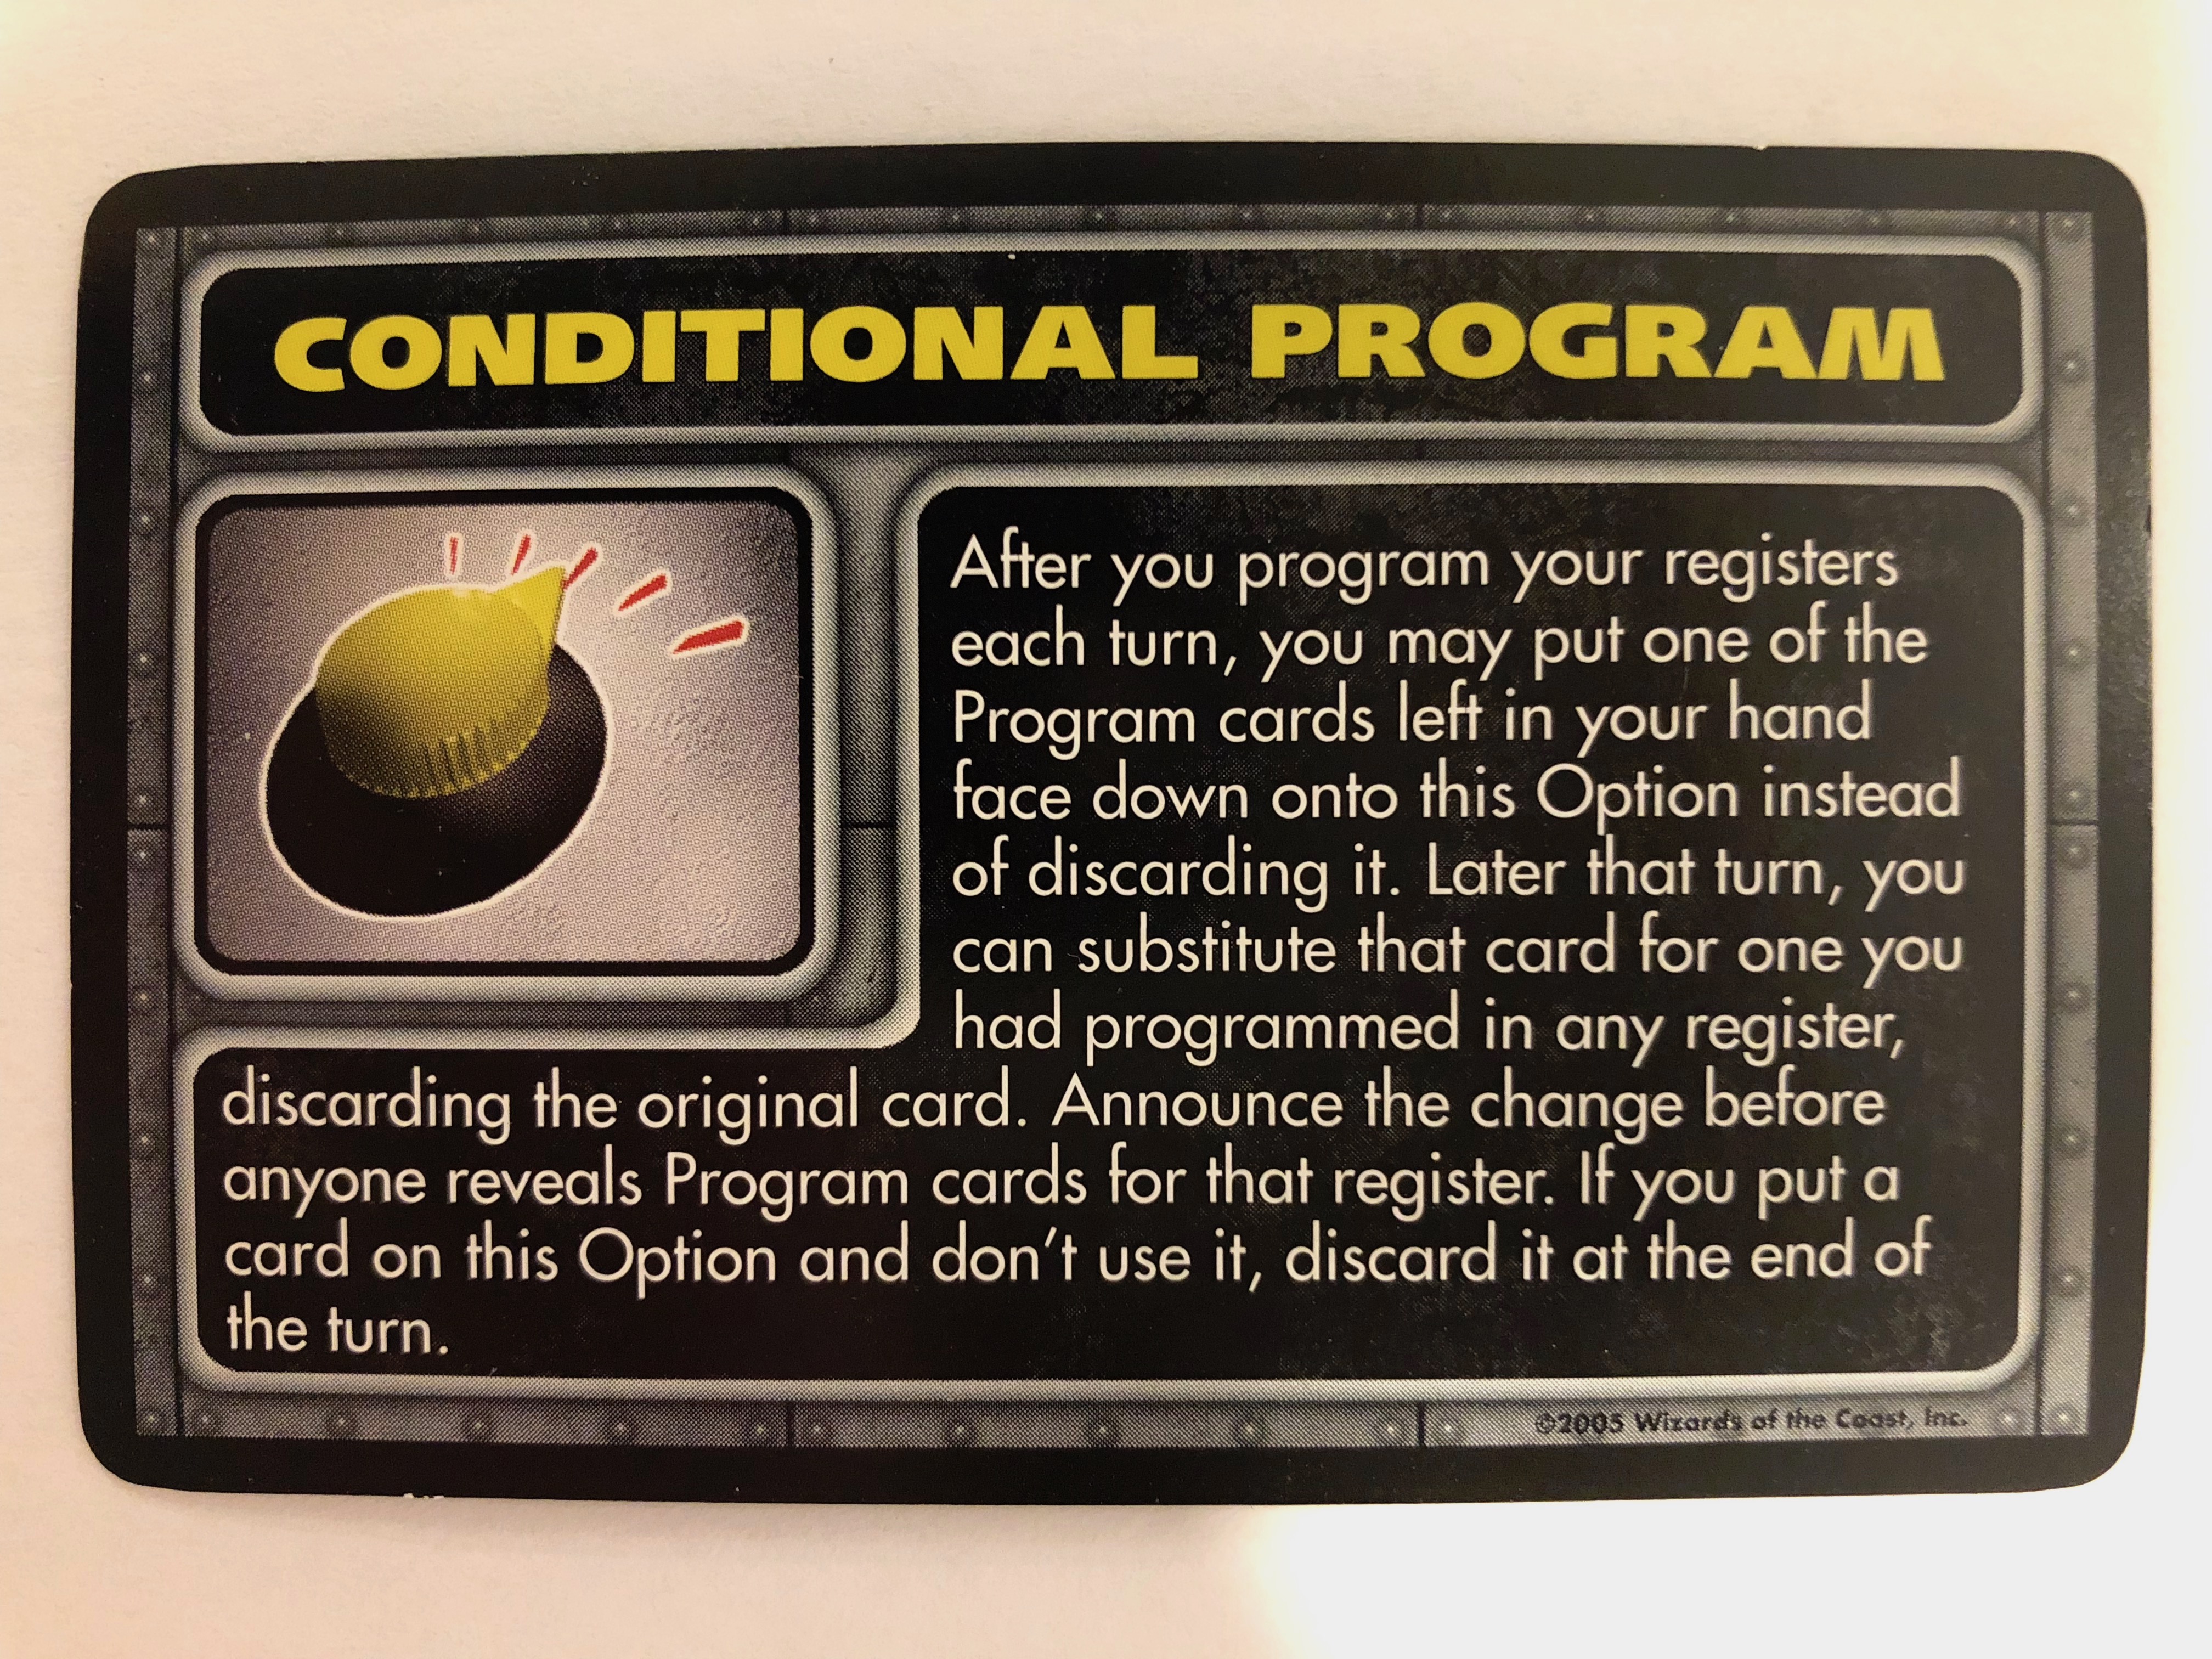 CONDITIONAL PROGRAM
After you program your registers
each turn, you may put one of the
Program cards left in your hand
face down onto this Option instead
of discarding it. Later that turn, you
can substitute that card for one you
had programmed in any register,
discarding the original card. Announce the change before
anyone reveals Program cards for that register. If you put a
card on this Option and don't use it, discard it at the end of
the turn.
©2005 Wizards of the Coast, Inc.